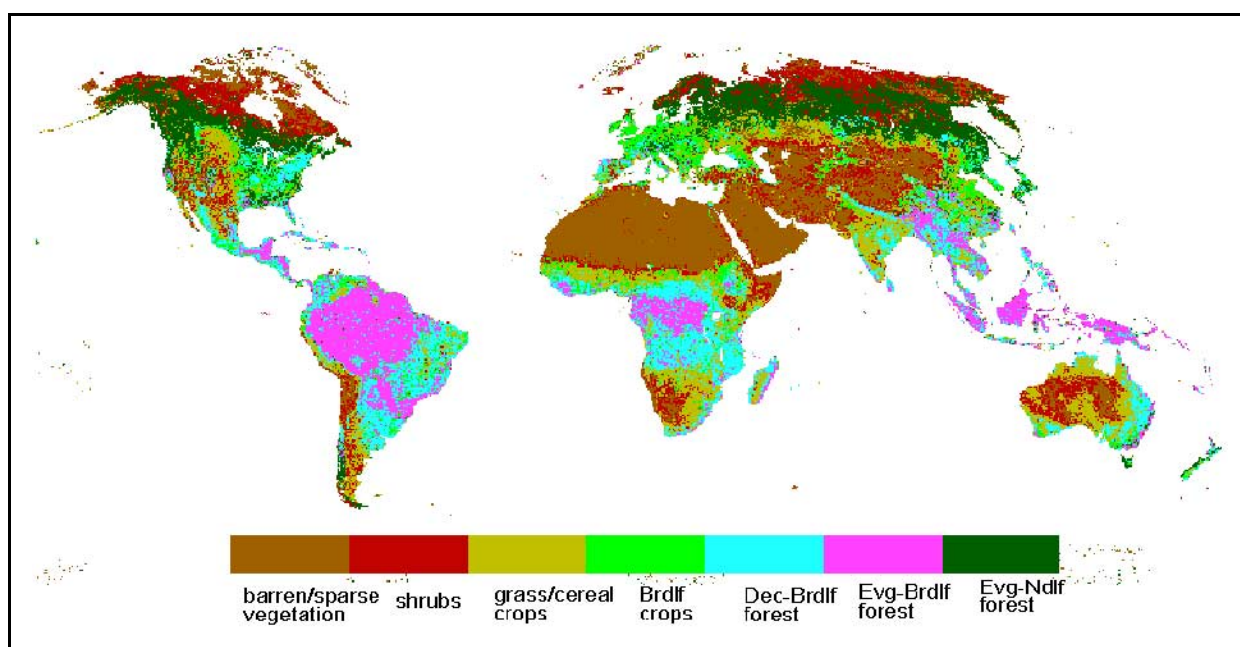 barren/sparse
vegetation
shrubs
grass/cereal
crops
Brdlf
crops
Dec-Brdlf
forest
Evg-Brdlf
forest
Evg-Ndlf
forest